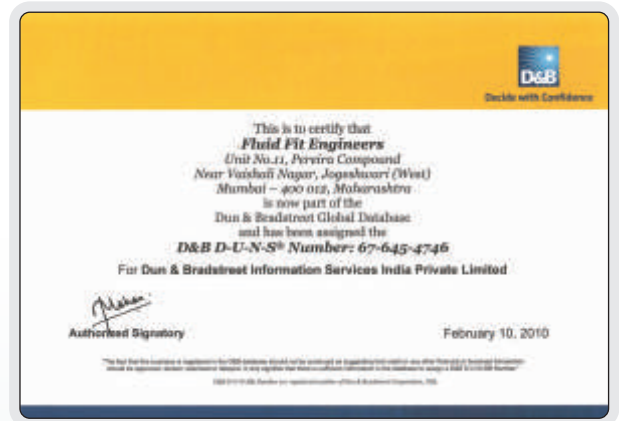 D&B
Decide with Confidence
This is to certify that
Fluid Fit Engineers
Unit No.11, Pereira Compound
Near Vaishali Nagar, Jogeshwari (West)
Mumbai – 400 012, Maharashtra
is now part of the
Dun & Bradstreet Global Database
and has been assigned the
D&B D-U-N-S® Number: 67-645-4746
For Dun & Bradstreet Information Services India Private Limited
Authorised Signatory
February 10, 2010